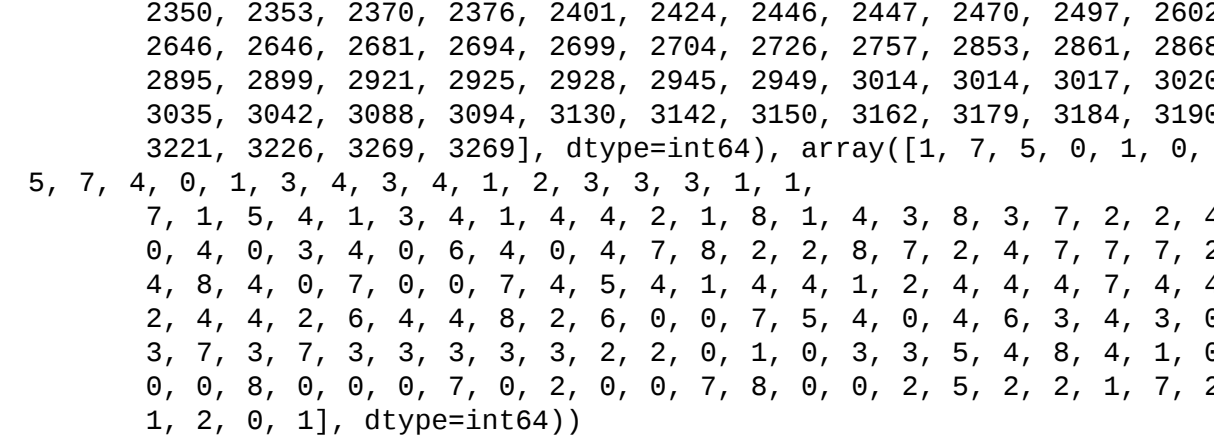 2350, 2353, 2370, 2376, 2401, 2424, 2446, 2447, 2470, 2497, 2602
2646, 2646, 2681, 2694, 2699, 2704, 2726, 2757, 2853, 2861, 2868
2895, 2899, 2921, 2925, 2928, 2945, 2949, 3014, 3014, 3017, 3020
3035, 3042, 3088, 3094, 3130, 3142, 3150, 3162, 3179, 3184, 3190
3221, 3226, 3269, 3269], dtype=int64), array([1, 7, 5, 0, 1, 0,
5, 7, 4, 0, 1, 3, 4, 3, 4, 1, 2, 3, 3, 3, 1, 1,
7, 1, 5, 4, 1, 3, 4, 1, 4, 4, 2, 1, 8, 1, 4, 3, 8, 3, 7, 2, 2, 4
0, 4, 0, 3, 4, 0, 6, 4, 0, 4, 7, 8, 2, 2, 8, 7, 2, 4, 7, 7, 7, 2
4, 8, 4, 0, 7, 0, 0, 7, 4, 5, 4, 1, 4, 4, 1, 2, 4, 4, 4, 7, 4, 4
2, 4, 4, 2, 6, 4, 4, 8, 2, 6, 0, 0, 7, 5, 4, 0, 4, 6, 3, 4, 3, 0
3, 7, 3, 7, 3, 3, 3, 3, 3, 2, 2, 0, 1, 0, 3, 3, 5, 4, 8, 4, 1, 0
0, 0, 8, 0, 0, 0, 7, 0, 2, 0, 0, 7, 8, 0, 0, 2, 5, 2, 2, 1, 7, 2
1, 2, 0, 1], dtype=int64))